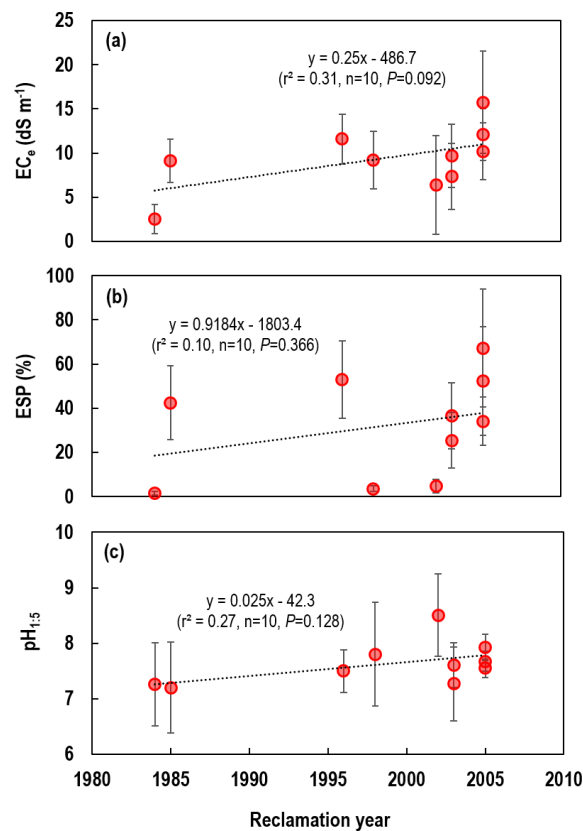 (a)
y = 0.25x - 486.7
(r² = 0.31, n=10, P=0.092)
ECe (dS m-1)
25
20
15
10
5
0
(b)
y = 0.9184x - 1803.4
(r² = 0.10, n=10, P=0.366)
ESP (%)
100
80
60
40
20
0
(c)
y = 0.025x - 42.3
(r² = 0.27, n=10, P=0.128)
pH1:5
10
9
8
7
6
1980 1985 1990 1995 2000 2005 2010
Reclamation year